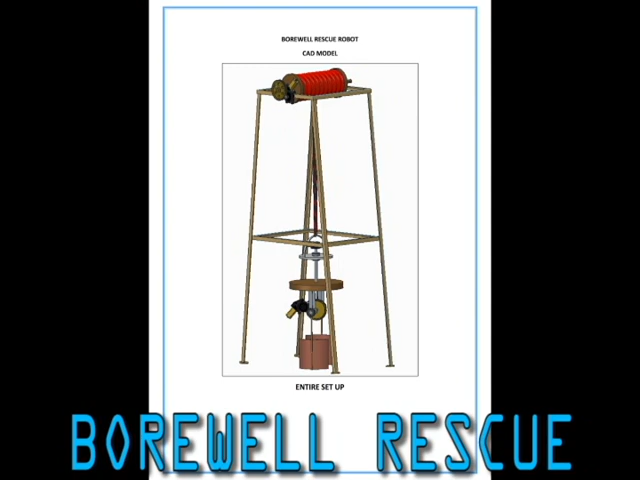 BOREWELL RESCUE ROBOT
CAD MODEL
ENTIRE SET UP
BOREWELL RESCUE